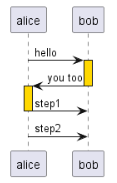 alice bob
hello
you too
step1
step2
alice bob